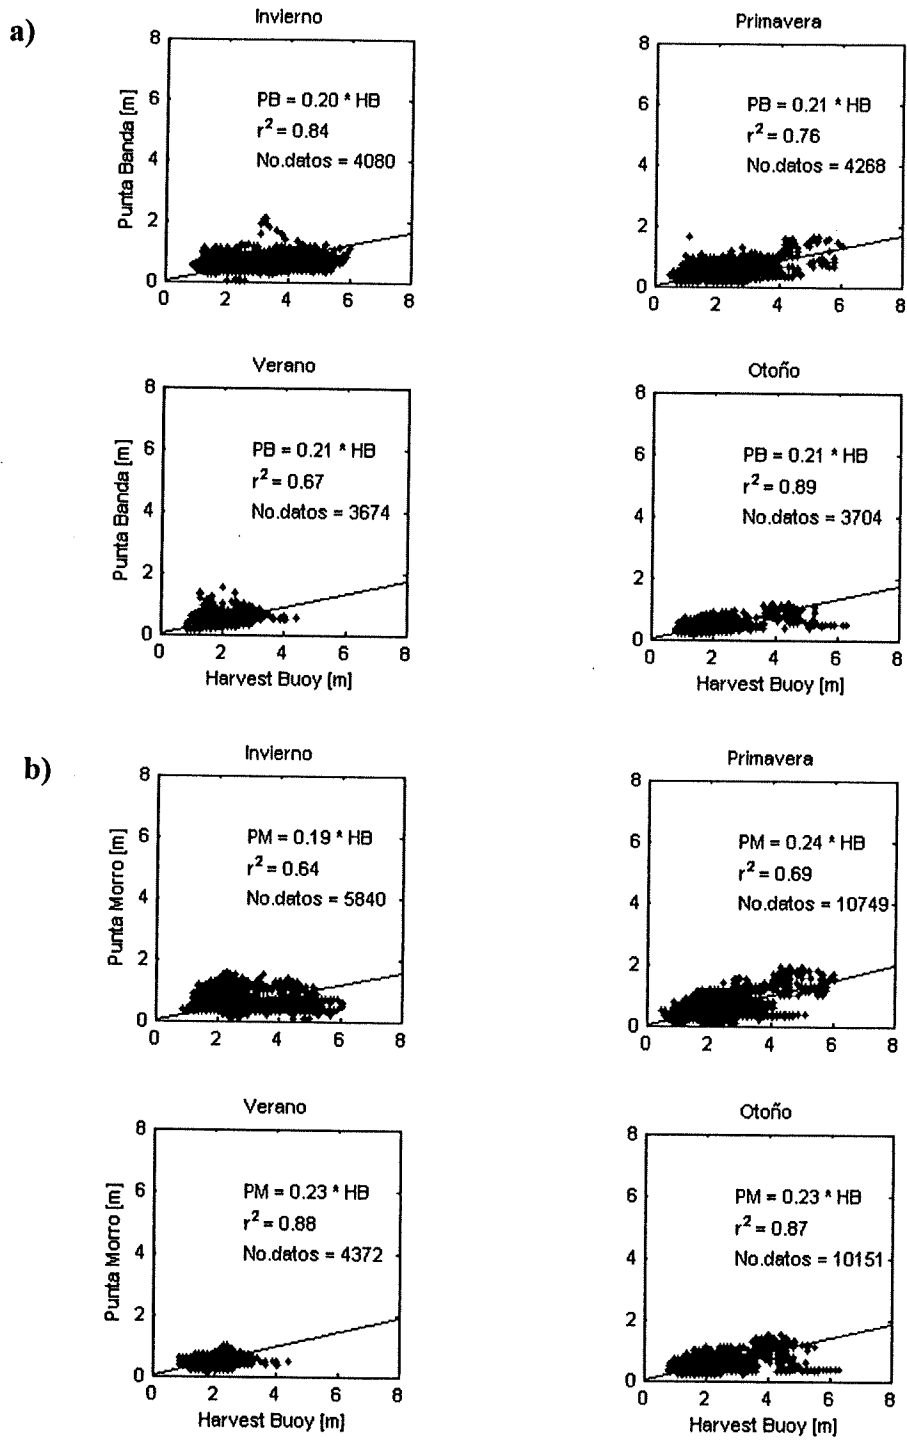 a)
Invierno
8
6
4
2
0
Punta Banda [m]
PB = 0.20 * HB
r² = 0.84
No.datos = 4080
0 2 4 6 8
Primavera
8
6
4
2
0
PB = 0.21 * HB
r² = 0.76
No.datos = 4268
0 2 4 6 8
Verano
8
6
4
2
0
Punta Banda [m]
PB = 0.21 * HB
r² = 0.67
No.datos = 3674
0 2 4 6 8
Harvest Buoy [m]
Otoño
8
6
4
2
0
PB = 0.21 * HB
r² = 0.89
No.datos = 3704
0 2 4 6 8
Harvest Buoy [m]
b)
Invierno
8
6
4
2
0
Punta Morro [m]
PM = 0.19 * HB
r² = 0.64
No.datos = 5840
0 2 4 6 8
Primavera
8
6
4
2
0
PM = 0.24 * HB
r² = 0.69
No.datos = 10749
0 2 4 6 8
Verano
8
6
4
2
0
Punta Morro [m]
PM = 0.23 * HB
r² = 0.88
No.datos = 4372
0 2 4 6 8
Harvest Buoy [m]
Otoño
8
6
4
2
0
PM = 0.23 * HB
r² = 0.87
No.datos = 10151
0 2 4 6 8
Harvest Buoy [m]